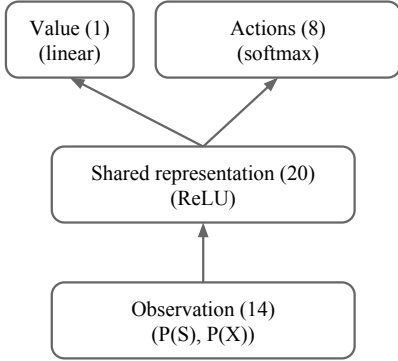 Value (1)
(linear)
Actions (8)
(softmax)
Shared representation (20)
(ReLU)
Observation (14)
(P(S), P(X))